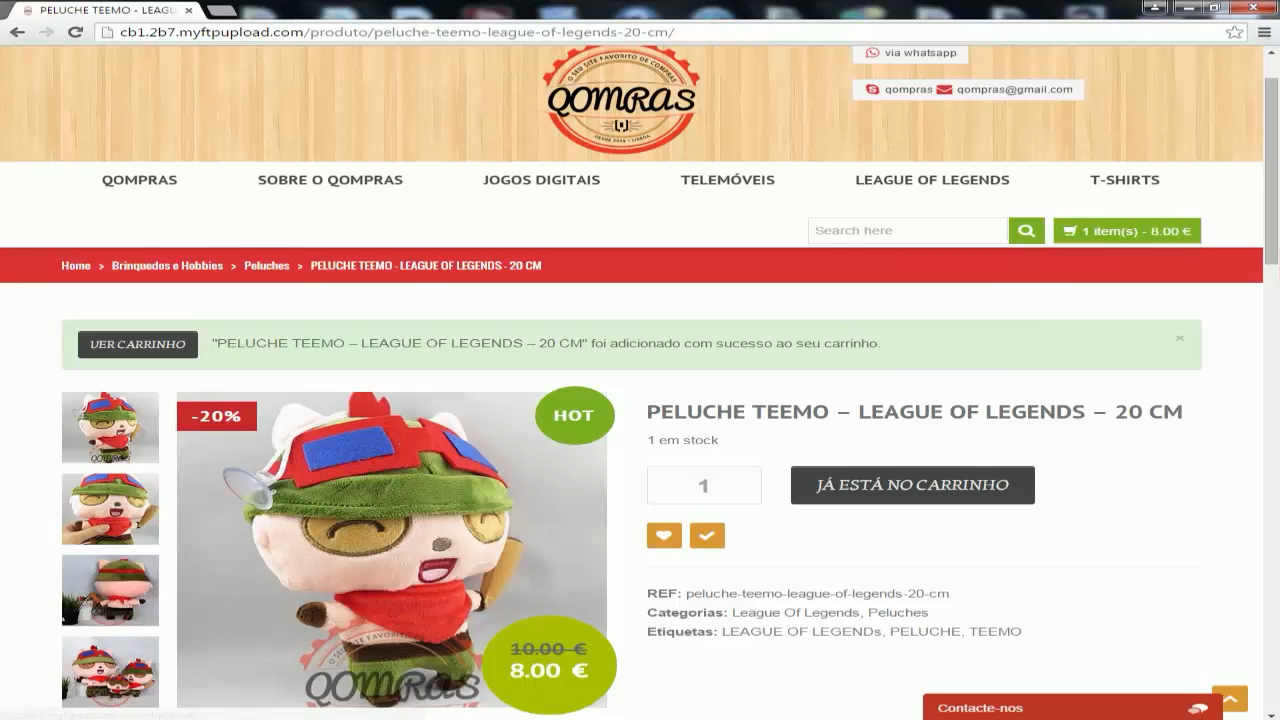 PELUCHE TEEMO - LEAGU
cb1.2b7.myftpupload.com/produto/peluche-teemo-league-of-legends-20-cm/
O SEU SITE FAVORITO DE COMPRAS
QOMPRAS
via whatsapp
qompras qompras@gmail.com
QOMPRAS SOBRE O QOMPRAS JOGOS DIGITAIS TELEMÓVEIS LEAGUE OF LEGENDS T-SHIRTS
Search here 1 item(s) - 8.00 €
Home > Brinquedos e Hobbies > Peluches > PELUCHE TEEMO - LEAGUE OF LEGENDS - 20 CM
VER CARRINHO "PELUCHE TEEMO – LEAGUE OF LEGENDS – 20 CM" foi adicionado com sucesso ao seu carrinho. ×
-20%
HOT
PELUCHE TEEMO – LEAGUE OF LEGENDS – 20 CM
1 em stock
1 JÁ ESTÁ NO CARRINHO
REF: peluche-teemo-league-of-legends-20-cm
Categorias: League Of Legends, Peluches
Etiquetas: LEAGUE OF LEGENDs, PELUCHE, TEEMO
10.00 €
8.00 €
QOMRAS
Contacte-nos